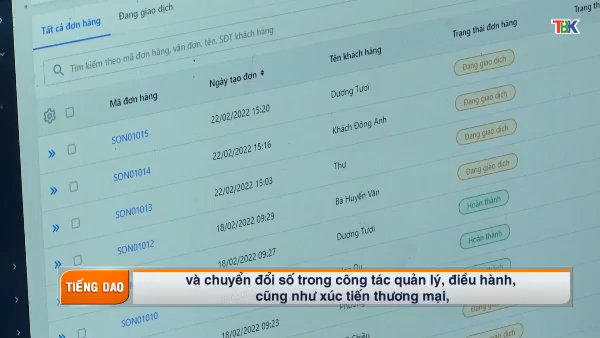 Tất cả đơn hàng Đang giao dịch
TBK
Tìm kiếm theo mã đơn hàng, vận đơn, tên, SĐT khách hàng
Mã đơn hàng Ngày tạo đơn Tên khách hàng Trạng thái đơn hàng Trạng th
SON01015 22/02/2022 15:20 Dương Tươi Đang giao dịch
SON01014 22/02/2022 15:16 Khách Đông Anh Đang giao dịch
SON01013 22/02/2022 15:03 Thư Đang giao dịch
SON01012 18/02/2022 09:29 Bà Huyền Vân Hoàn thành
18/02/2022 09:27 Dương Tươi Hoàn thành
SON01010 18/02/2022 09:23
TIẾNG DAO
và chuyển đổi số trong công tác quản lý, điều hành,
cũng như xúc tiến thương mại,